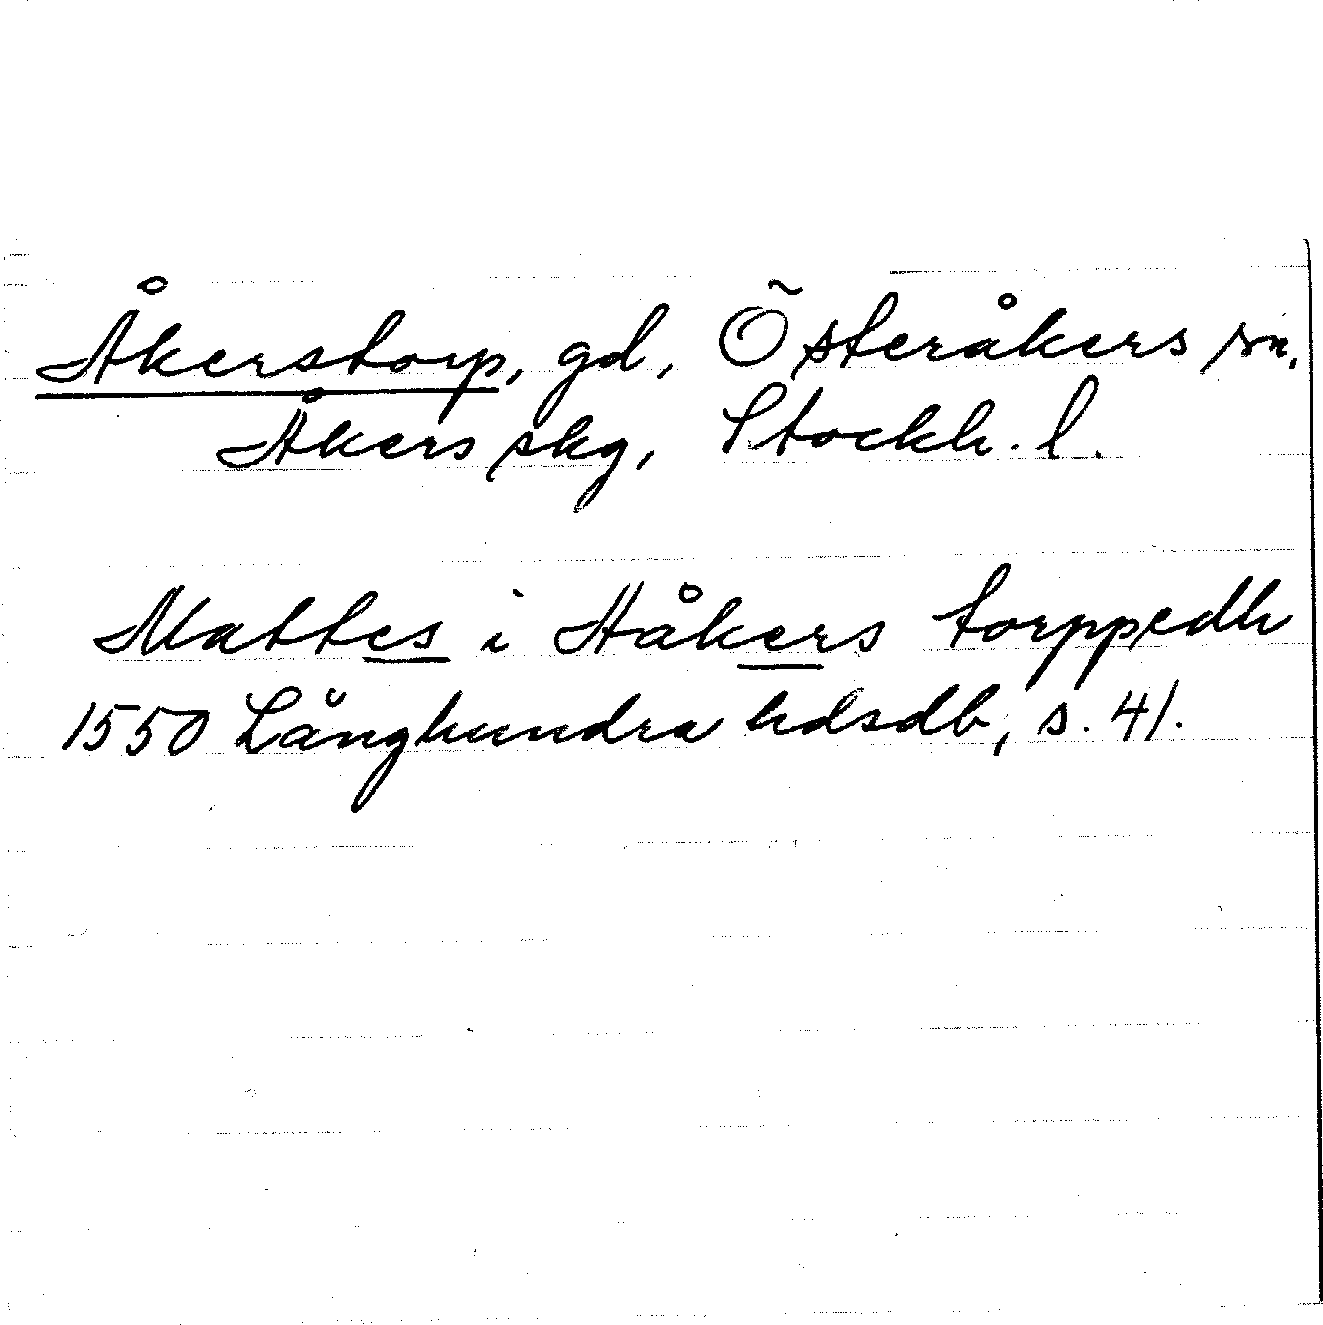 Åkerstorp, gd, Österåkers sn,
Åkers skg, Stockh. l.
Mattes i Håkers torppedh
1550 Långhundra hdsdb, s. 41.